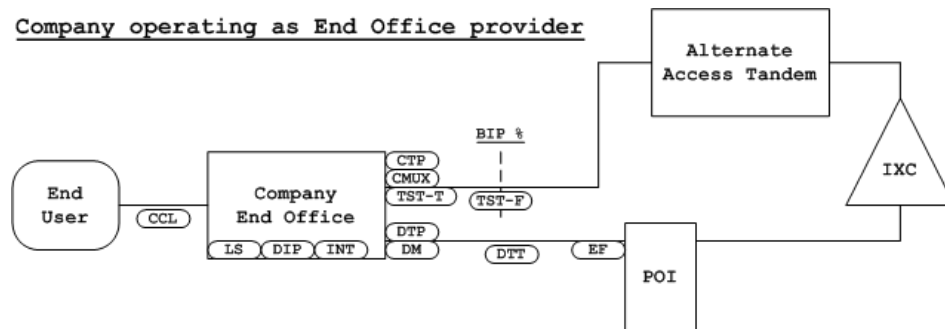 Company operating as End Office provider
Alternate
Access Tandem
BIP %
CTP
CMUX
TST-T
TST-F
IXC
End
User
CCL
Company
End Office
LS
DIP
INT
DTP
DM
DTT
EF
POI